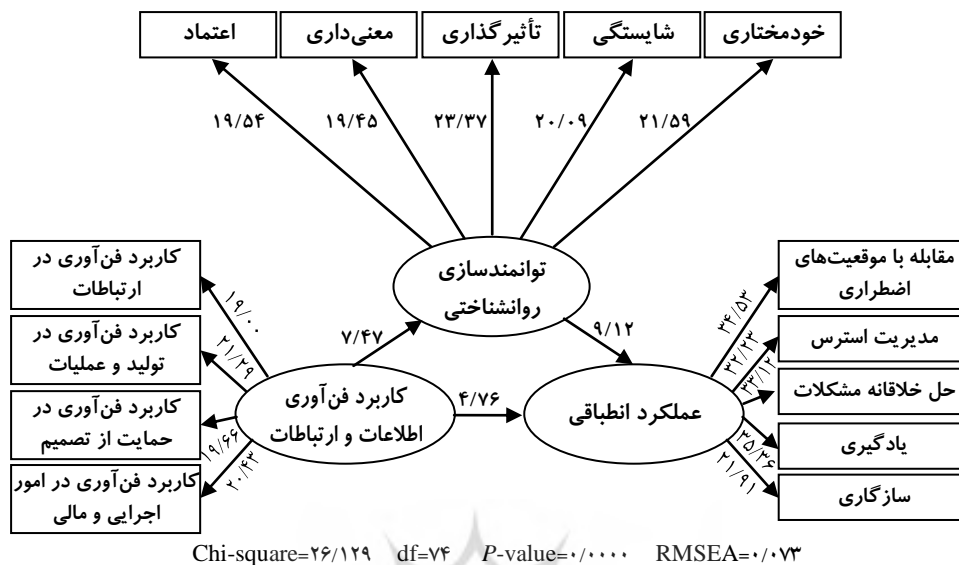 خودمختاری
شایستگی
تأثیرگذاری
معنی‌داری
اعتماد
۲۱/۵۹
۲۰/۰۹
۲۳/۳۷
۱۹/۴۵
۱۹/۵۴
توانمندسازی
روانشناختی
کاربرد فن‌آوری در
ارتباطات
کاربرد فن‌آوری در
تولید و عملیات
کاربرد فن‌آوری در
حمایت از تصمیم
کاربرد فن‌آوری در امور
اجرایی و مالی
۱۹/۰۰
۲۱/۲۹
۱۹/۶۶
۲۰/۴۳
کاربرد فن‌آوری
اطلاعات و ارتباطات
۷/۴۷
۹/۱۲
۴/۷۶
عملکرد انطباقی
مقابله با موقعیت‌های
اضطراری
مدیریت استرس
حل خلاقانه مشکلات
یادگیری
سازگاری
۳۴/۵۳
۳۲/۲۳
۳۳/۱۲
۳۵/۳۶
۲۱/۹۱
Chi-square=۲۶/۱۲۹ df=۷۴ P-value=۰/۰۰۰۰ RMSEA=۰/۰۷۳